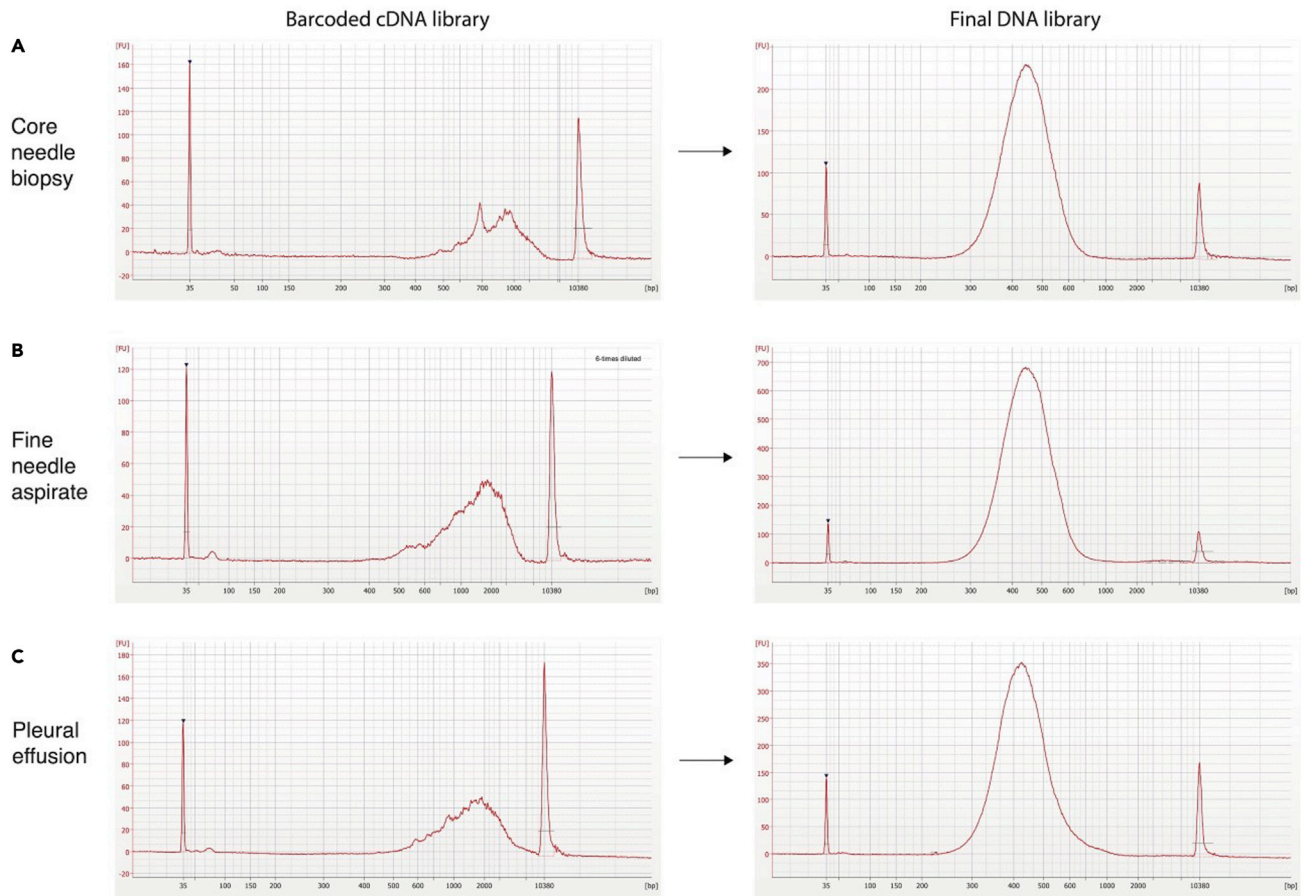 Barcoded cDNA library
Final DNA library
A
Core
needle
biopsy
[FU]
160
140
120
100
80
60
40
20
0
-20
35 50 100 150 200 300 400 500 700 1000 10380 [bp]
[FU]
200
150
100
50
0
35 100 150 200 300 400 500 600 1000 2000 10380 [bp]
B
Fine
needle
aspirate
[FU]
6-times diluted
120
100
80
60
40
20
0
35 100 200 300 400 500 600 1000 2000 10380 [bp]
[FU]
700
600
500
400
300
200
100
0
35 100 150 200 300 400 500 600 1000 2000 10380 [bp]
C
Pleural
effusion
[FU]
180
160
140
120
100
80
60
40
20
0
-20
35 100 150 200 300 400 500 600 1000 2000 10380 [bp]
[FU]
350
300
250
200
150
100
50
0
35 100 150 200 300 400 500 600 1000 2000 10380 [bp]